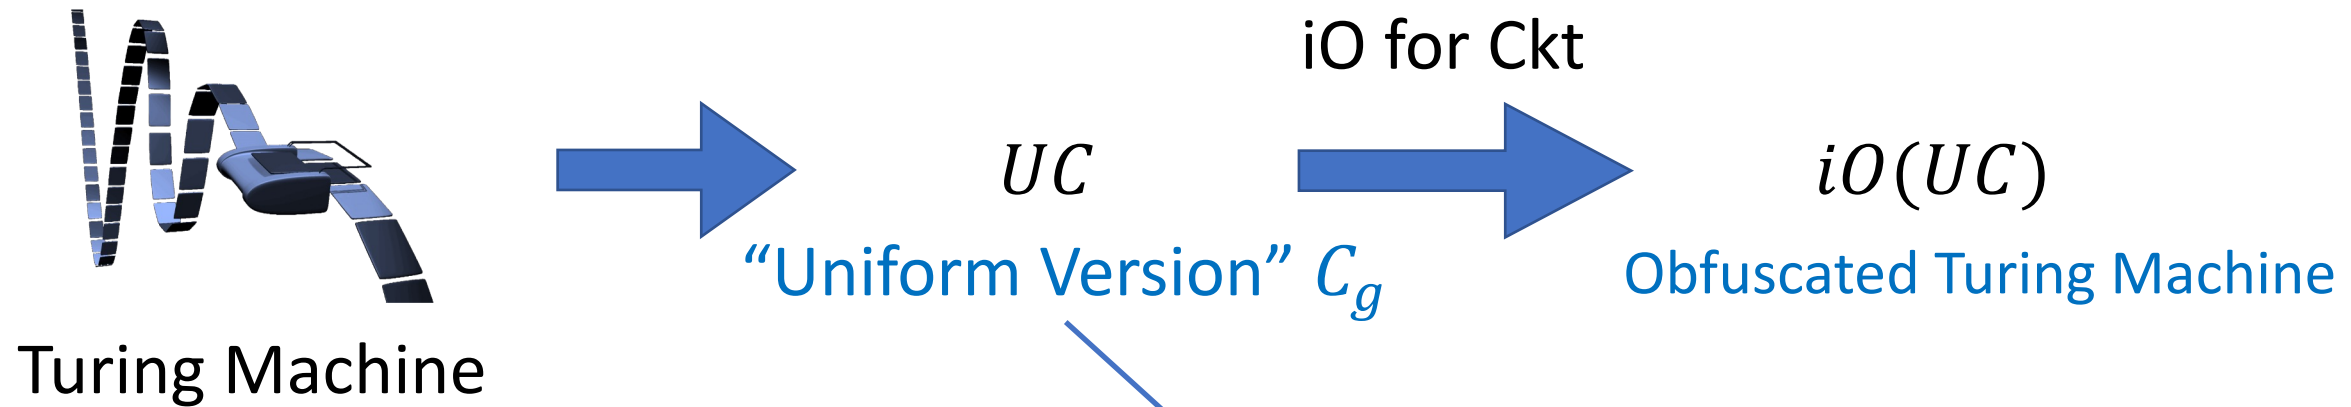 iO for Ckt
UC
iO(UC)
“Uniform Version” C_g
Obfuscated Turing Machine
Turing Machine